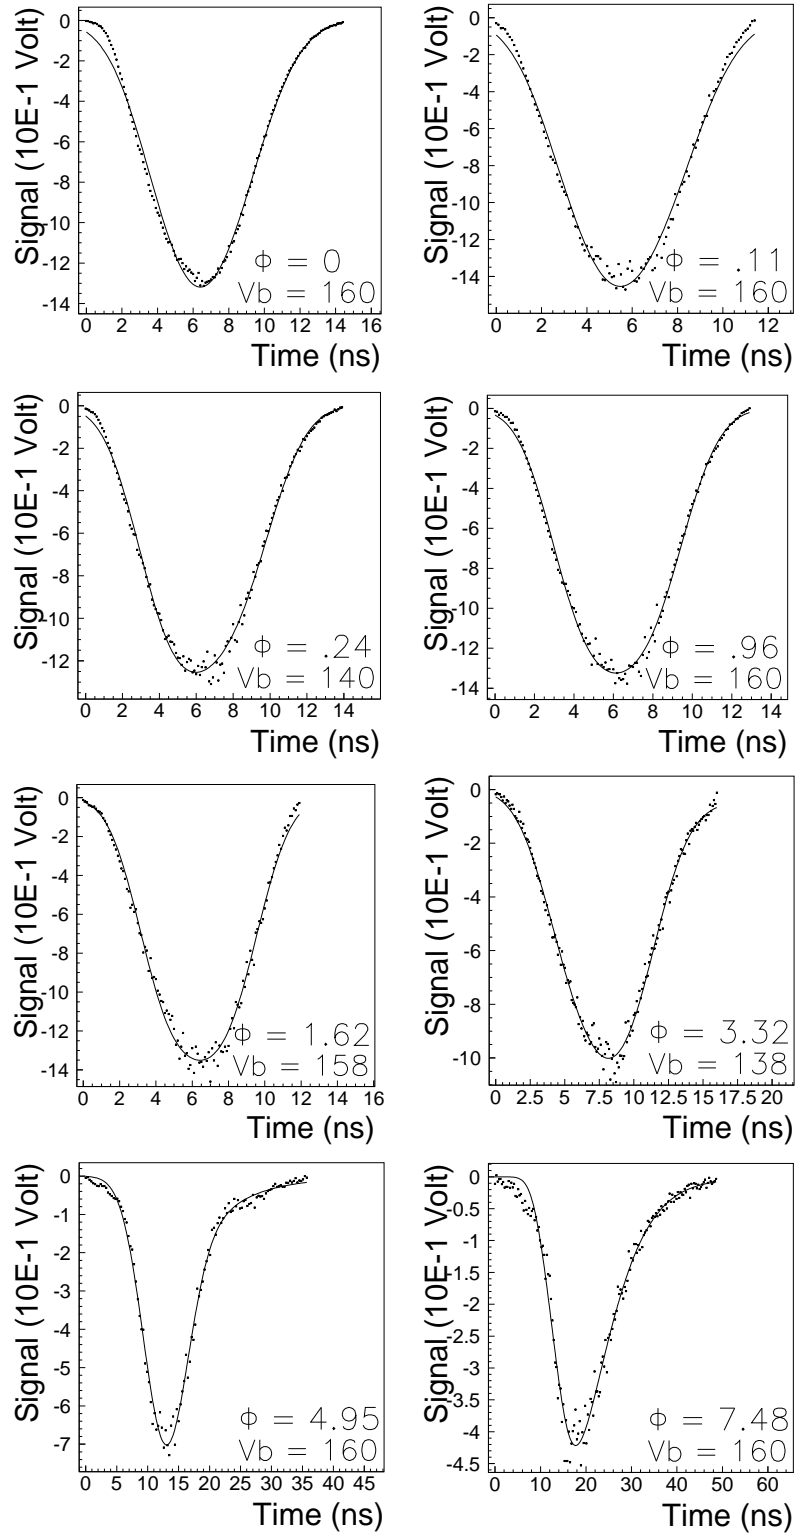 Signal (10E-1 Volt)
0
-2
-4
-6
-8
-10
-12
-14
ϕ = 0
Vb = 160
0 2 4 6 8 10 12 14 16
Time (ns)
Signal (10E-1 Volt)
0
-2
-4
-6
-8
-10
-12
-14
ϕ = .11
Vb = 160
0 2 4 6 8 10 12
Time (ns)
Signal (10E-1 Volt)
0
-2
-4
-6
-8
-10
-12
ϕ = .24
Vb = 140
0 2 4 6 8 10 12 14
Time (ns)
Signal (10E-1 Volt)
0
-2
-4
-6
-8
-10
-12
-14
ϕ = .96
Vb = 160
0 2 4 6 8 10 12 14
Time (ns)
Signal (10E-1 Volt)
0
-2
-4
-6
-8
-10
-12
-14
ϕ = 1.62
Vb = 158
0 2 4 6 8 10 12 14 16
Time (ns)
Signal (10E-1 Volt)
0
-2
-4
-6
-8
-10
ϕ = 3.32
Vb = 138
0 2.5 5 7.5 10 12.5 15 17.5 20
Time (ns)
Signal (10E-1 Volt)
0
-1
-2
-3
-4
-5
-6
-7
ϕ = 4.95
Vb = 160
0 5 10 15 20 25 30 35 40 45
Time (ns)
Signal (10E-1 Volt)
0
-0.5
-1
-1.5
-2
-2.5
-3
-3.5
-4
-4.5
ϕ = 7.48
Vb = 160
0 10 20 30 40 50 60
Time (ns)